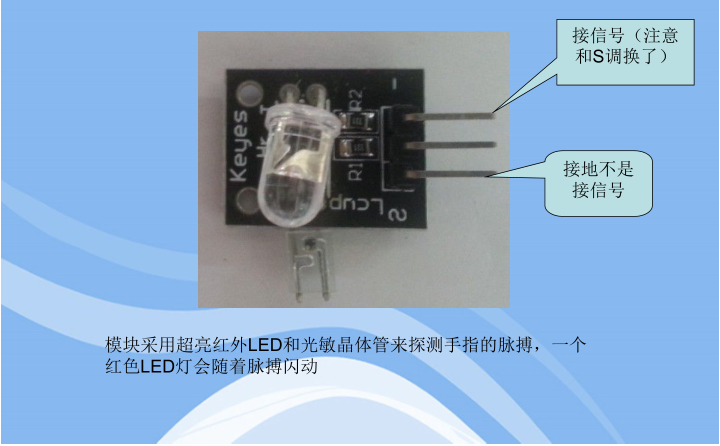 接信号（注意
和S调换了）
接地不是
接信号
Keyes
R2
R1
-
S
模块采用超亮红外LED和光敏晶体管来探测手指的脉搏，一个
红色LED灯会随着脉搏闪动